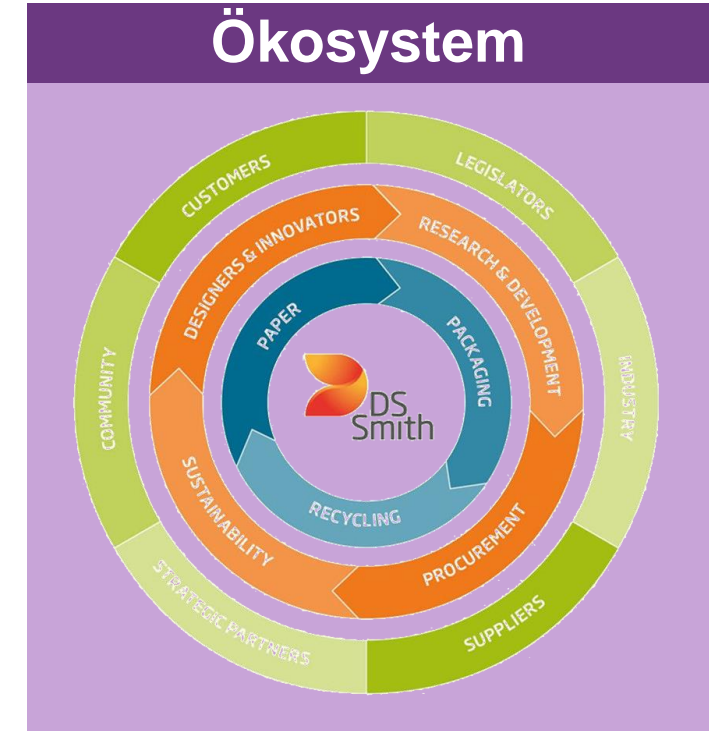 Ökosystem
CUSTOMERS
LEGISLATORS
INDUSTRY
SUPPLIERS
STRATEGIC PARTNERS
COMMUNITY
DESIGNERS & INNOVATORS
RESEARCH & DEVELOPMENT
PROCUREMENT
SUSTAINABILITY
PAPER
PACKAGING
RECYCLING
DS
Smith